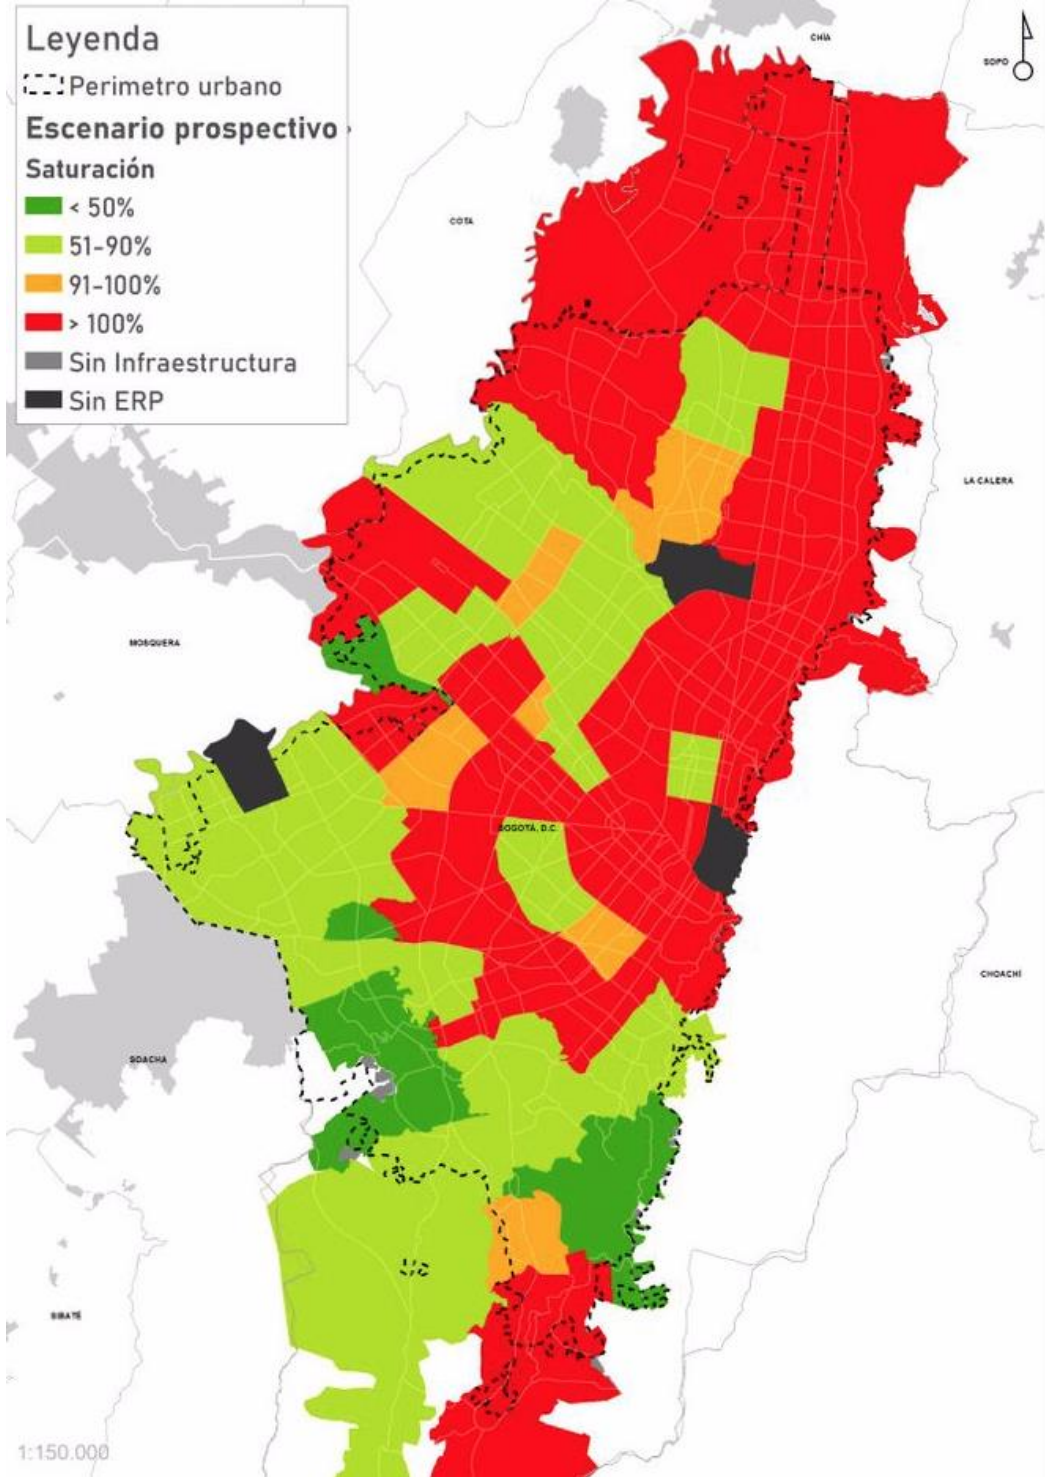 Leyenda
Perimetro urbano
Escenario prospectivo
Saturación
< 50%
51-90%
91-100%
> 100%
Sin Infraestructura
Sin ERP
CHÍA
SOPÓ
COTA
LA CALERA
MOSQUERA
BOGOTÁ, D.C.
CHOACHÍ
SOACHA
SIBATÉ
1:150.000